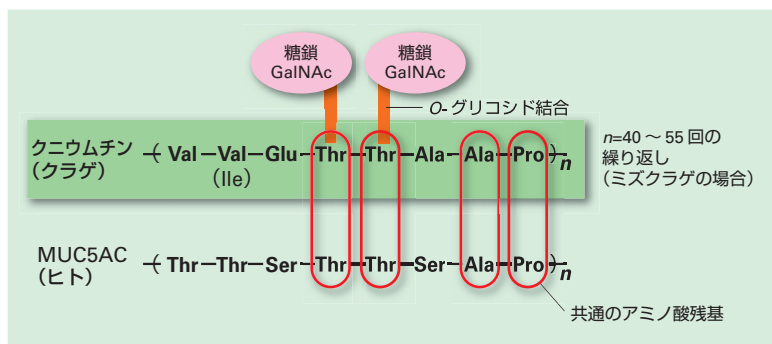 糖鎖
GalNAc
糖鎖
GalNAc
O-グリコシド結合
クニウムチン
（クラゲ）
( Val–Val–Glu–Thr–Thr–Ala–Ala–Pro )n
（Ile）
n=40～55回の
繰り返し
（ミズクラゲの場合）
MUC5AC
（ヒト）
( Thr–Thr–Ser–Thr–Thr–Ser–Ala–Pro )n
共通のアミノ酸残基